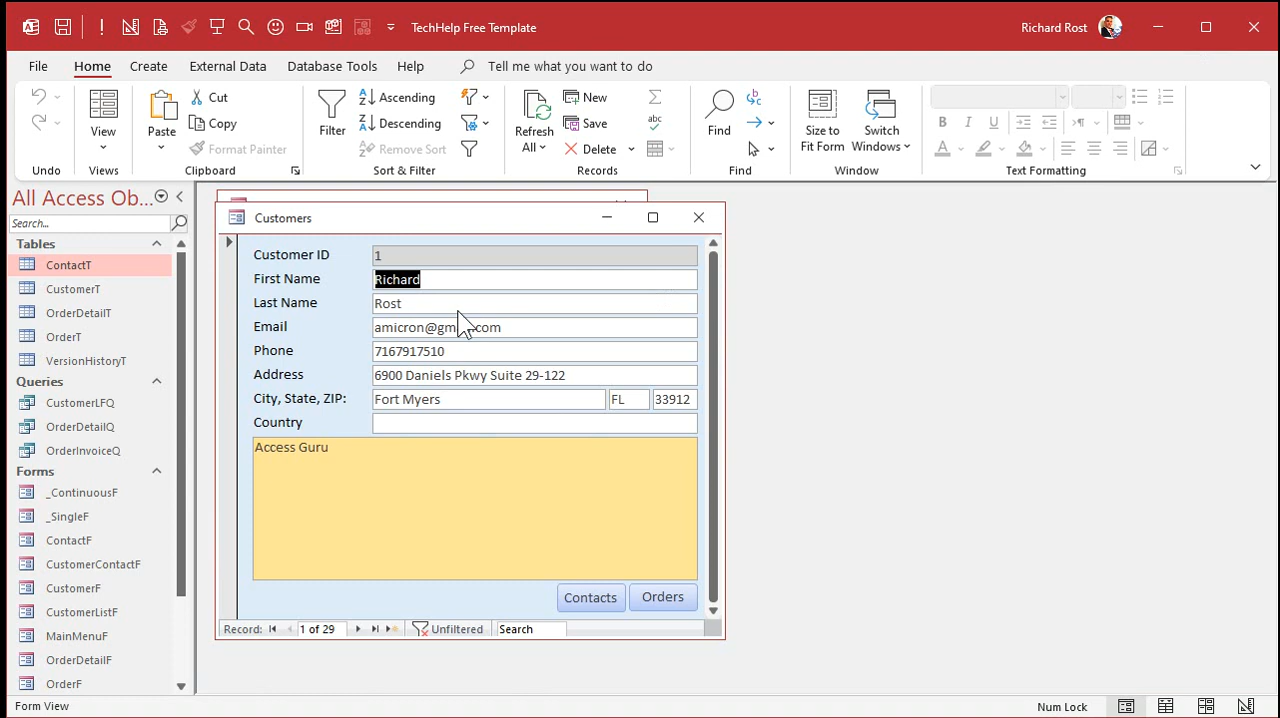 TechHelp Free Template
Richard Rost
File Home Create External Data Database Tools Help Tell me what you want to do
Undo
View
Views
Paste
Cut
Copy
Format Painter
Clipboard
Filter
Ascending
Descending
Remove Sort
Sort & Filter
Refresh
All
New
Save
Delete
Records
Find
Find
Size to
Fit Form
Switch
Windows
Window
Text Formatting
All Access Ob...
Search...
Tables
ContactT
CustomerT
OrderDetailT
OrderT
VersionHistoryT
Queries
CustomerLFQ
OrderDetailQ
OrderInvoiceQ
Forms
_ContinuousF
_SingleF
ContactF
CustomerContactF
CustomerF
CustomerListF
MainMenuF
OrderDetailF
OrderF
Customers
Customer ID 1
First Name Richard
Last Name Rost
Email
Phone 7167917510
Address 6900 Daniels Pkwy Suite 29-122
City, State, ZIP: Fort Myers FL 33912
Country
Access Guru
Contacts Orders
Record: 1 of 29 Unfiltered Search
Form View Num Lock